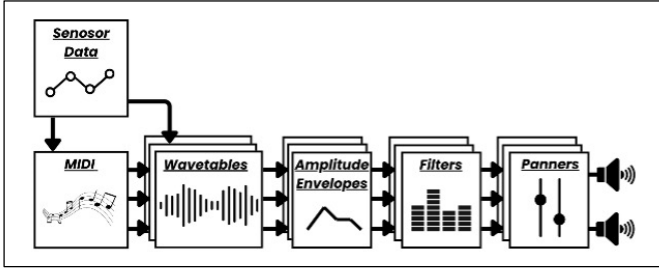 Senosor
Data
MIDI
Wavetables
Amplitude
Envelopes
Filters
Panners